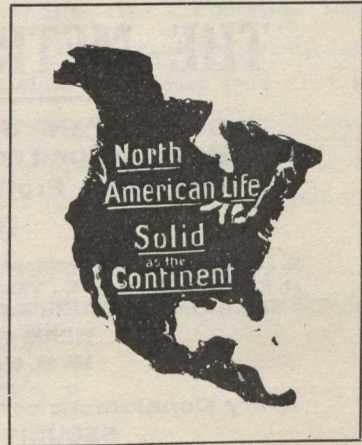 North
American Life
Solid
as the
Continent